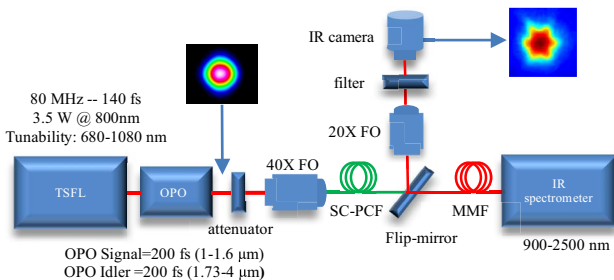 IR camera
filter
80 MHz -- 140 fs
3.5 W @ 800nm
Tunability: 680-1080 nm
20X FO
40X FO
TSFL
OPO
attenuator
SC-PCF
MMF
IR
spectrometer
Flip-mirror
900-2500 nm
OPO Signal=200 fs (1-1.6 μm)
OPO Idler =200 fs (1.73-4 μm)